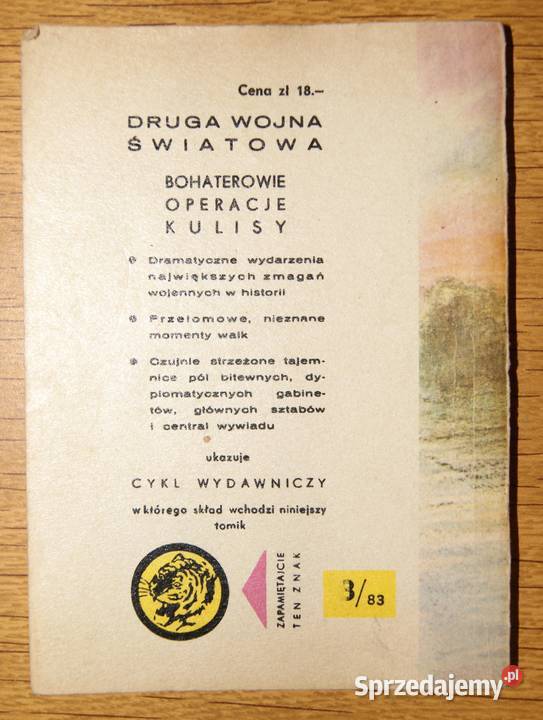 Cena zł 18.–
DRUGA WOJNA
ŚWIATOWA
BOHATEROWIE
OPERACJE
KULISY
Dramatyczne wydarzenia
największych zmagań
wojennych w historii
Przełomowe, nieznane
momenty walk
Czujnie strzeżone tajem-
nice pól bitewnych, dy-
plomatycznych gabine-
tów, głównych sztabów
i central wywiadu
ukazuje
CYKL WYDAWNICZY
w którego skład wchodzi niniejszy
tomik
ZAPAMIĘTAJCIE
TEN ZNAK
8/83
Sprzedajemy.pl